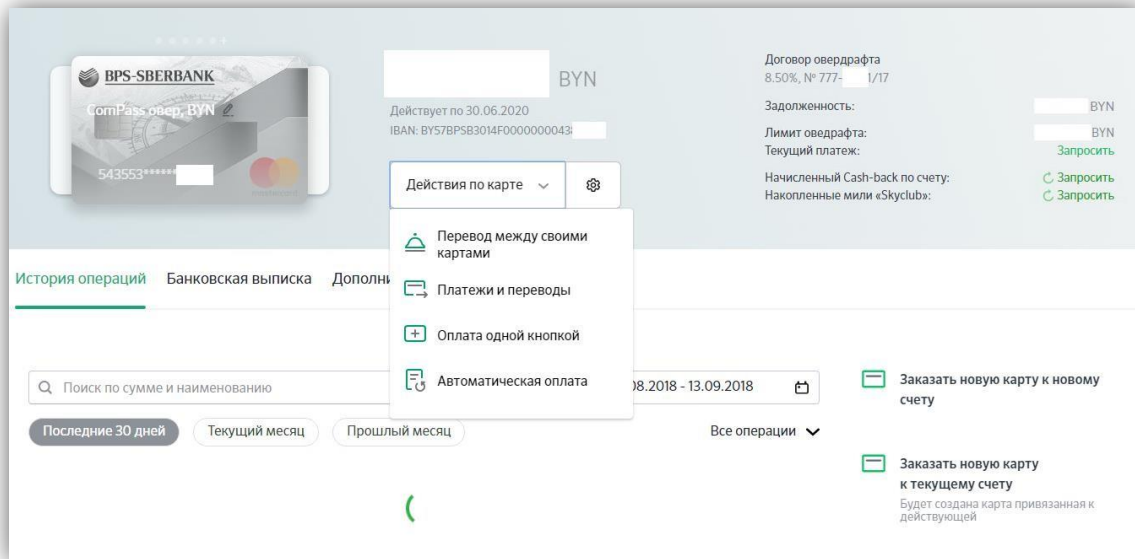 BPS-SBERBANK
ComPass овер, BYN
543553******
mastercard
BYN
Действует по 30.06.2020
IBAN: BY57BPSB3014F000000043
Действия по карте
Перевод между своими
картами
Платежи и переводы
Оплата одной кнопкой
Автоматическая оплата
Договор овердрафта
8.50%, № 777- 1/17
Задолженность: BYN
Лимит оведрафта: BYN
Текущий платеж: Запросить
Начисленный Cash-back по счету: Запросить
Накопленные мили «Skyclub»: Запросить
История операций Банковская выписка Дополни
Поиск по сумме и наименованию
08.2018 - 13.09.2018
Последние 30 дней Текущий месяц Прошлый месяц
Все операции
Заказать новую карту к новому
счету
Заказать новую карту
к текущему счету
Будет создана карта привязанная к
действующей